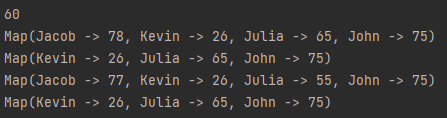 60
Map(Jacob -> 78, Kevin -> 26, Julia -> 65, John -> 75)
Map(Kevin -> 26, Julia -> 65, John -> 75)
Map(Jacob -> 77, Kevin -> 26, Julia -> 55, John -> 75)
Map(Kevin -> 26, Julia -> 65, John -> 75)